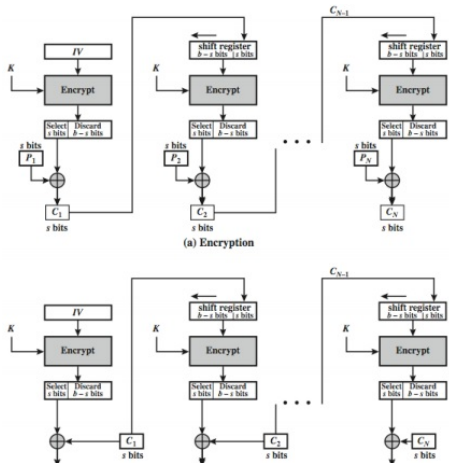 C_{N-1}
IV
shift register
b – s bits | s bits
shift register
b – s bits | s bits
K
K
K
Encrypt
Encrypt
Encrypt
Select s bits | Discard b – s bits
Select s bits | Discard b – s bits
Select s bits | Discard b – s bits
s bits
s bits
s bits
P_1
P_2
P_N
• • •
C_1
C_2
C_N
s bits
s bits
s bits
(a) Encryption
C_{N-1}
IV
shift register
b – s bits | s bits
shift register
b – s bits | s bits
K
K
K
Encrypt
Encrypt
Encrypt
Select s bits | Discard b – s bits
Select s bits | Discard b – s bits
Select s bits | Discard b – s bits
• • •
C_1
C_2
C_N
s bits
s bits
s bits